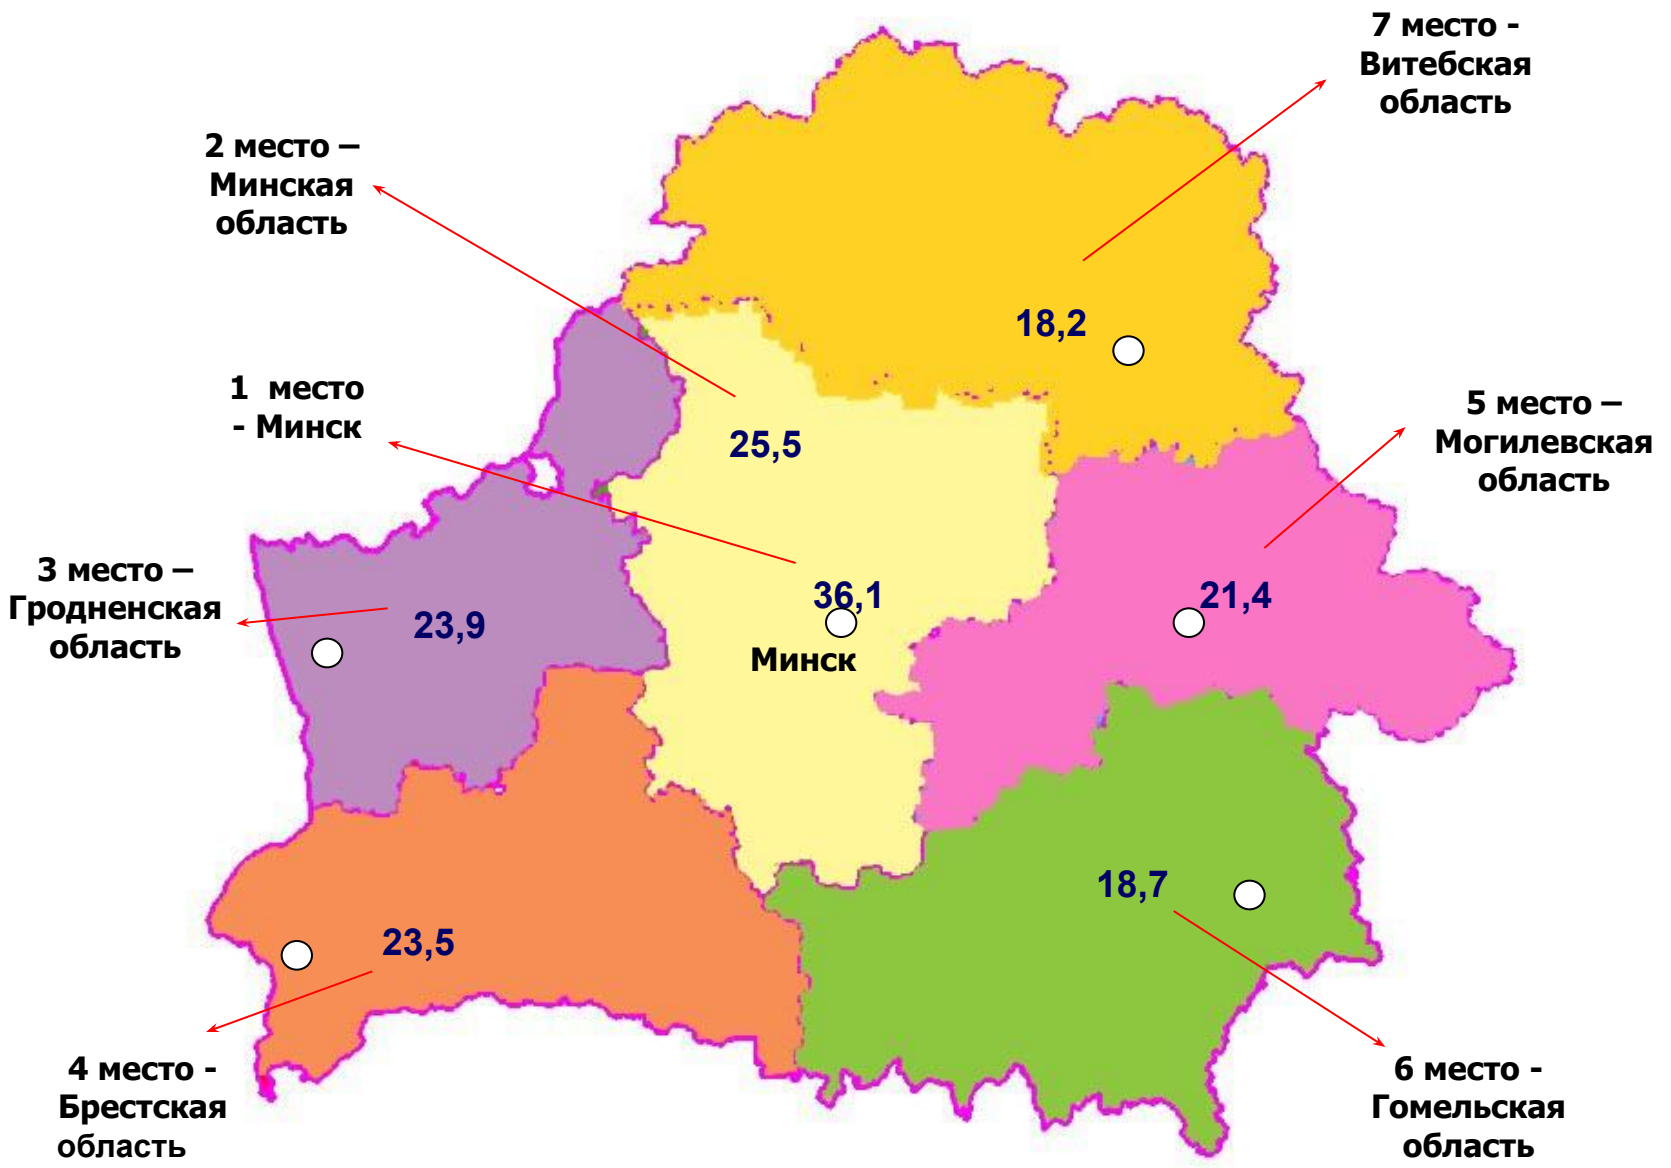 7 место -
Витебская
область
2 место –
Минская
область
18,2
1 место
- Минск
25,5
5 место –
Могилевская
область
3 место –
Гродненская
область
23,9
36,1
Минск
21,4
18,7
23,5
4 место -
Брестская
область
6 место -
Гомельская
область